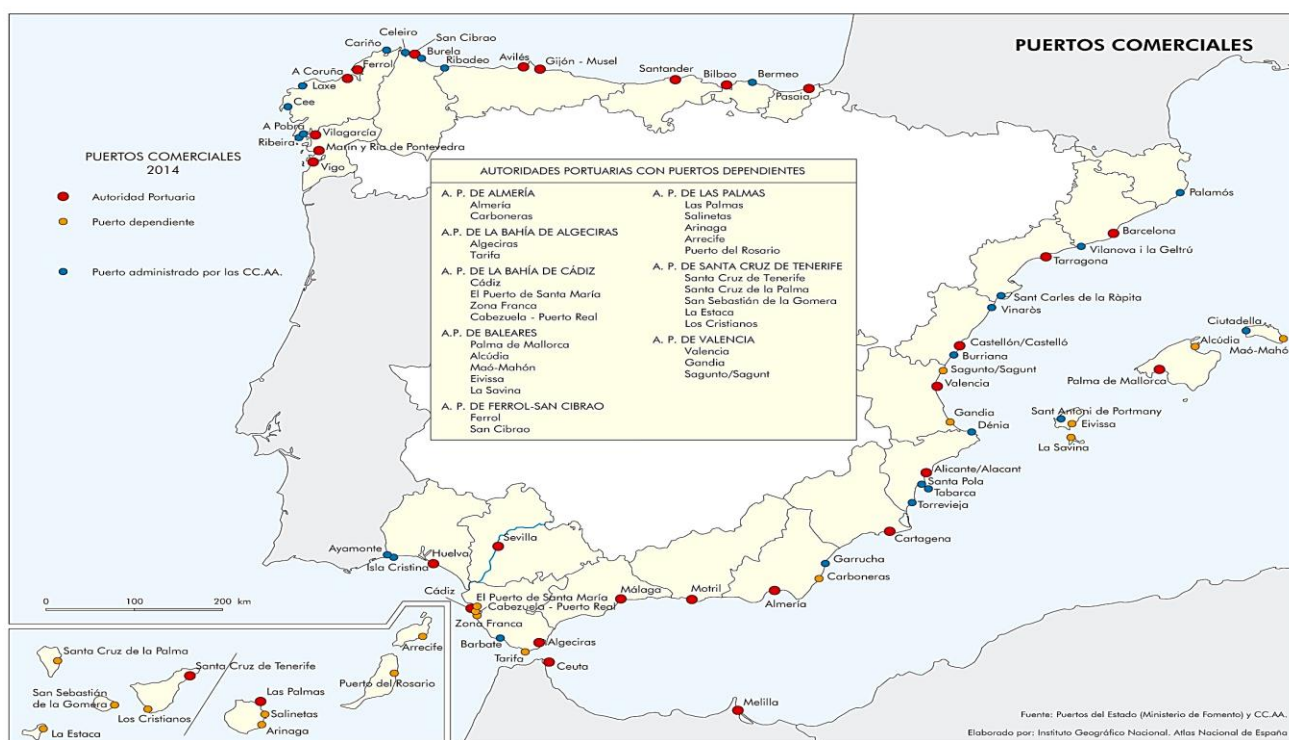 PUERTOS COMERCIALES
Celeiro
San Cibrao
Cariño
Burela
Ribadeo
Avilés
Gijón - Musel
Santander
Bilbao
Bermeo
Pasaia
A Coruña
Ferrol
Laxe
Cee
A Pobra
Ribeira
Vilagarcía
Marín y Ría de Pontevedra
Vigo
PUERTOS COMERCIALES
2014
Autoridad Portuaria
Puerto dependiente
Puerto administrado por las CC.AA.
AUTORIDADES PORTUARIAS CON PUERTOS DEPENDIENTES
A. P. DE ALMERÍA
Almería
Carboneras
A.P. DE LA BAHÍA DE ALGECIRAS
Algeciras
Tarifa
A. P. DE LA BAHÍA DE CÁDIZ
Cádiz
El Puerto de Santa María
Zona Franca
Cabezuela - Puerto Real
A.P. DE BALEARES
Palma de Mallorca
Alcúdia
Maó-Mahón
Eivissa
La Savina
A. P. DE FERROL-SAN CIBRAO
Ferrol
San Cibrao
A. P. DE LAS PALMAS
Las Palmas
Salinetas
Arinaga
Arrecife
Puerto del Rosario
A. P. DE SANTA CRUZ DE TENERIFE
Santa Cruz de Tenerife
Santa Cruz de la Palma
San Sebastián de la Gomera
La Estaca
Los Cristianos
A. P. DE VALENCIA
Valencia
Gandia
Sagunto/Sagunt
Palamós
Barcelona
Vilanova i la Geltrú
Tarragona
Sant Carles de la Ràpita
Vinaròs
Castellón/Castelló
Burriana
Sagunto/Sagunt
Valencia
Gandia
Dénia
Ciutadella
Alcúdia
Maó-Mahón
Palma de Mallorca
Sant Antoni de Portmany
Eivissa
La Savina
Alicante/Alacant
Santa Pola
Tabarca
Torrevieja
Cartagena
Garrucha
Carboneras
Almería
Motril
Málaga
Sevilla
Ayamonte
Isla Cristina
Huelva
Cádiz
El Puerto de Santa María
Cabezuela - Puerto Real
Zona Franca
Barbate
Tarifa
Algeciras
Ceuta
Melilla
0 100 200 km
Santa Cruz de la Palma
Santa Cruz de Tenerife
San Sebastián
de la Gomera
Los Cristianos
La Estaca
Las Palmas
Salinetas
Arinaga
Arrecife
Puerto del Rosario
Fuente: Puertos del Estado (Ministerio de Fomento) y CC.AA.
Elaborado por: Instituto Geográfico Nacional. Atlas Nacional de España